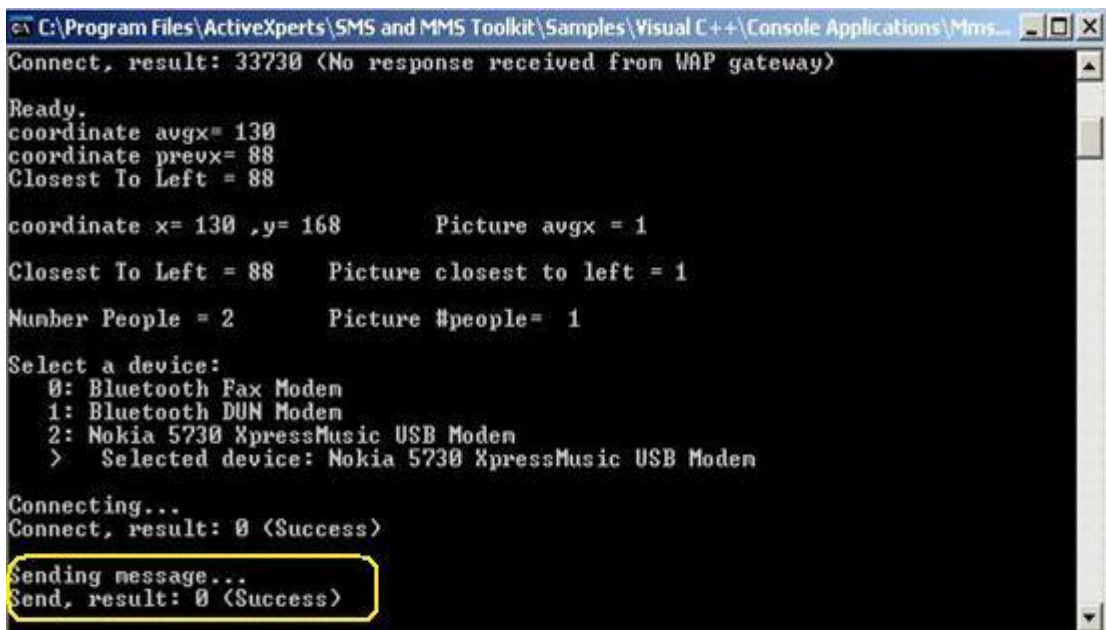 C:\Program Files\ActiveXperts\SMS and MMS Toolkit\Samples\Visual C++\Console Applications\Mms...
Connect, result: 33730 (No response received from WAP gateway)
Ready.
coordinate avgx= 130
coordinate prevx= 88
Closest To Left = 88
coordinate x= 130 ,y= 168 Picture avgx = 1
Closest To Left = 88 Picture closest to left = 1
Number People = 2 Picture #people= 1
Select a device:
0: Bluetooth Fax Modem
1: Bluetooth DUN Modem
2: Nokia 5730 XpressMusic USB Modem
> Selected device: Nokia 5730 XpressMusic USB Modem
Connecting...
Connect, result: 0 (Success)
Sending message...
Send, result: 0 (Success)